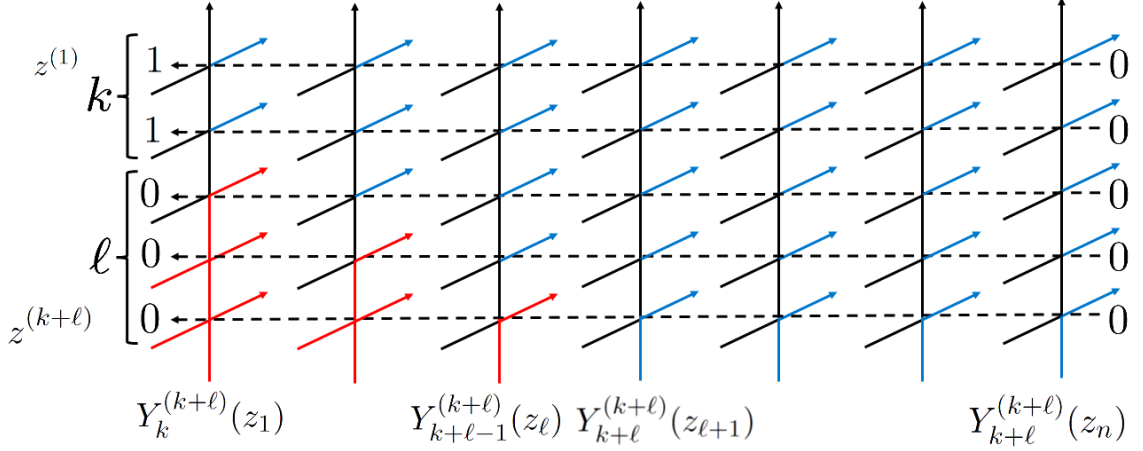 z^{(1)} 1 0
k
1 0
0 0
ℓ 0 0
z^{(k+ℓ)} 0 0
Y_k^{(k+ℓ)}(z_1) Y_{k+ℓ-1}^{(k+ℓ)}(z_ℓ) Y_{k+ℓ}^{(k+ℓ)}(z_{ℓ+1}) Y_{k+ℓ}^{(k+ℓ)}(z_n)